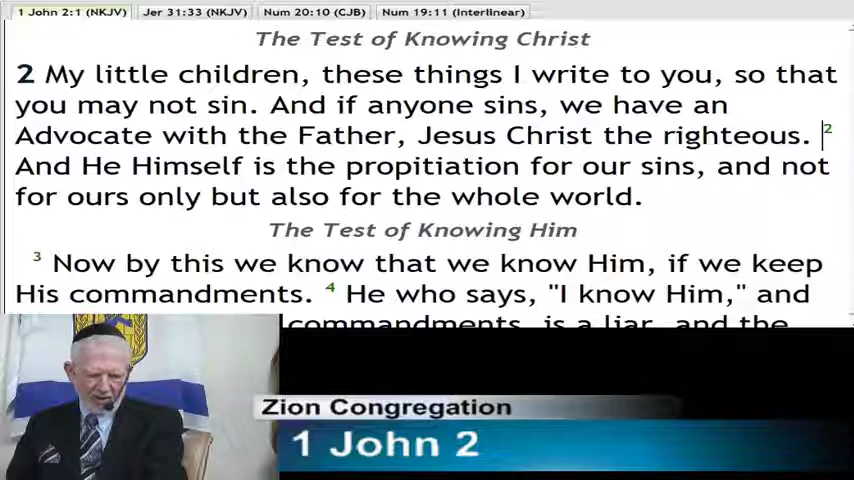 1 John 2:1 (NKJV) Jer 31:33 (NKJV) Num 20:10 (CJB) Num 19:11 (Interlinear)
The Test of Knowing Christ
2 My little children, these things I write to you, so that
you may not sin. And if anyone sins, we have an
Advocate with the Father, Jesus Christ the righteous. 2
And He Himself is the propitiation for our sins, and not
for ours only but also for the whole world.
The Test of Knowing Him
3 Now by this we know that we know Him, if we keep
His commandments. 4 He who says, "I know Him," and
commandments, is a liar, and the
Zion Congregation
1 John 2